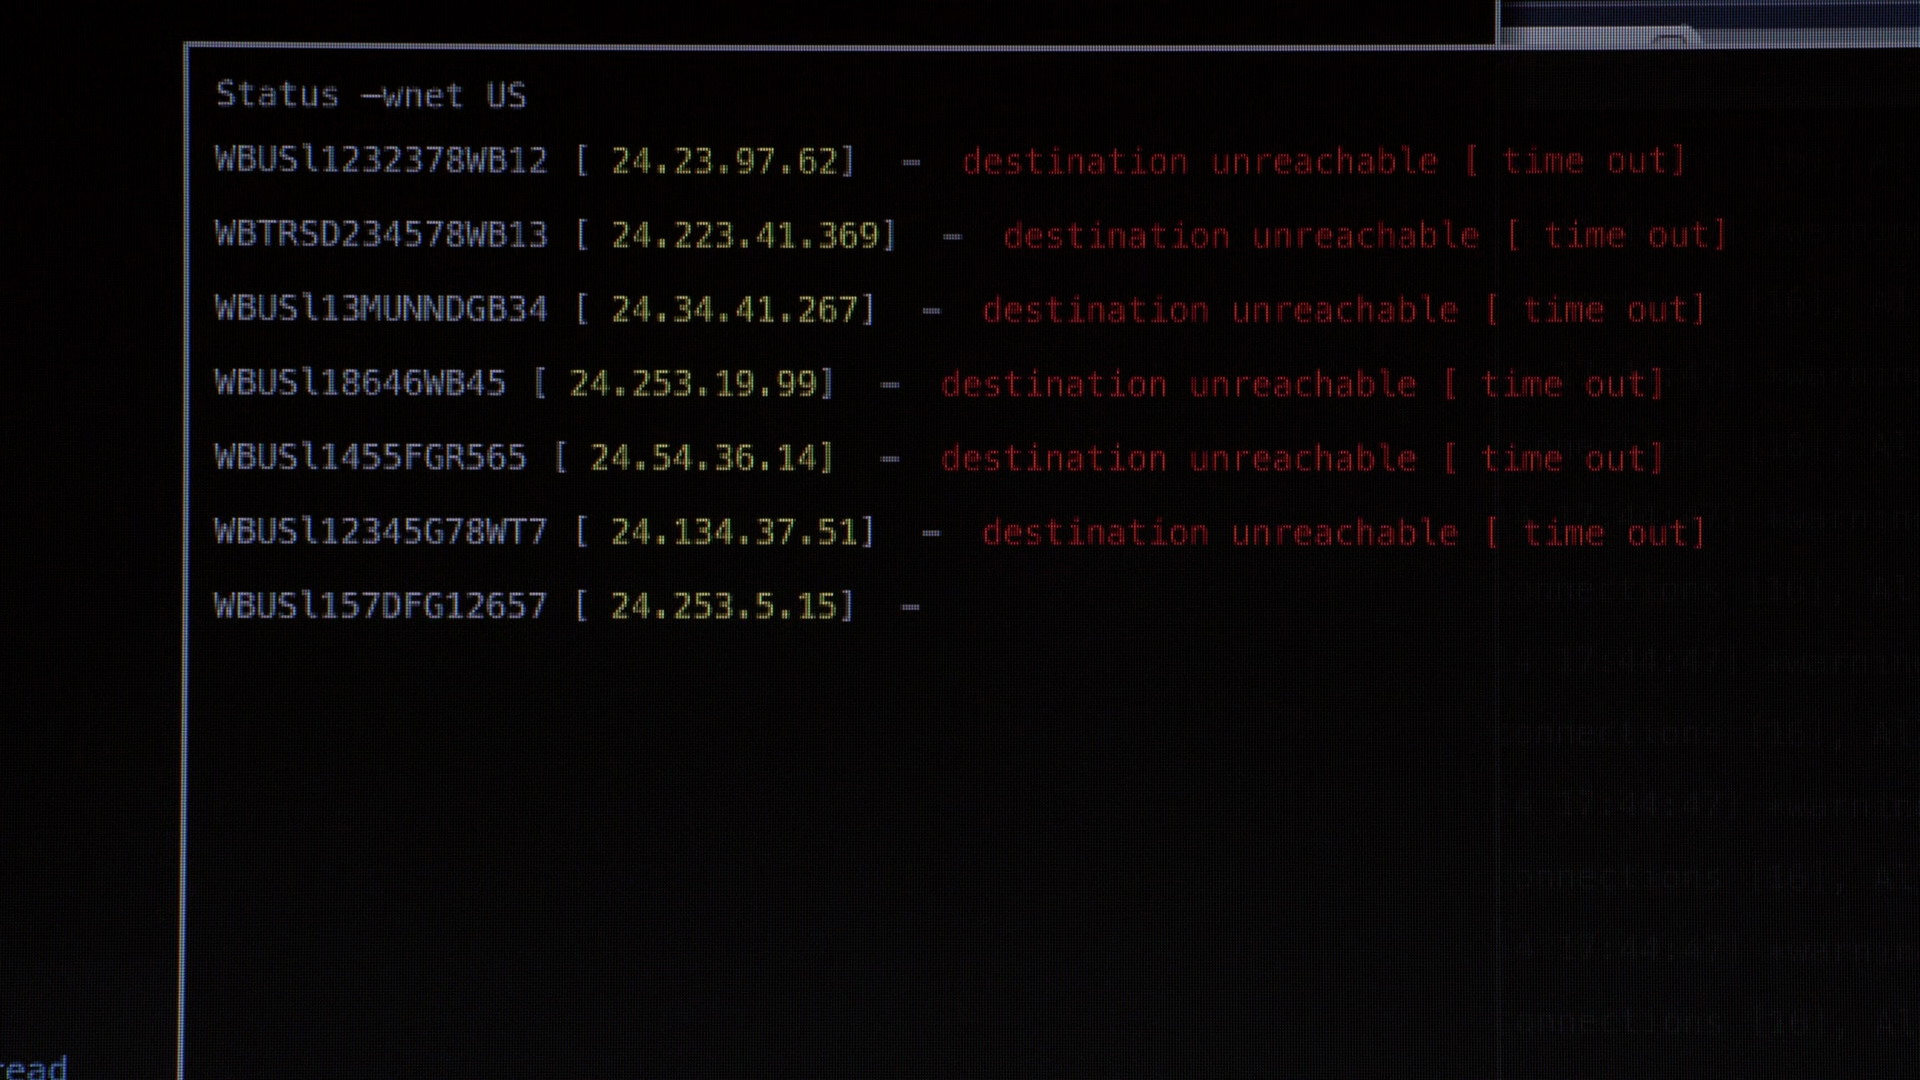 Status —wnet US
WBUSl1232378WB12 [ 24.23.97.62] – destination unreachable [ time out]
WBTRSD234578WB13 [ 24.223.41.369] – destination unreachable [ time out]
WBUSl13MUNNDGB34 [ 24.34.41.267] – destination unreachable [ time out]
WBUSl18646WB45 [ 24.253.19.99] – destination unreachable [ time out]
WBUSl1455FGR565 [ 24.54.36.14] – destination unreachable [ time out]
WBUSl12345G78WT7 [ 24.134.37.51] – destination unreachable [ time out]
WBUSl157DFG12657 [ 24.253.5.15] –